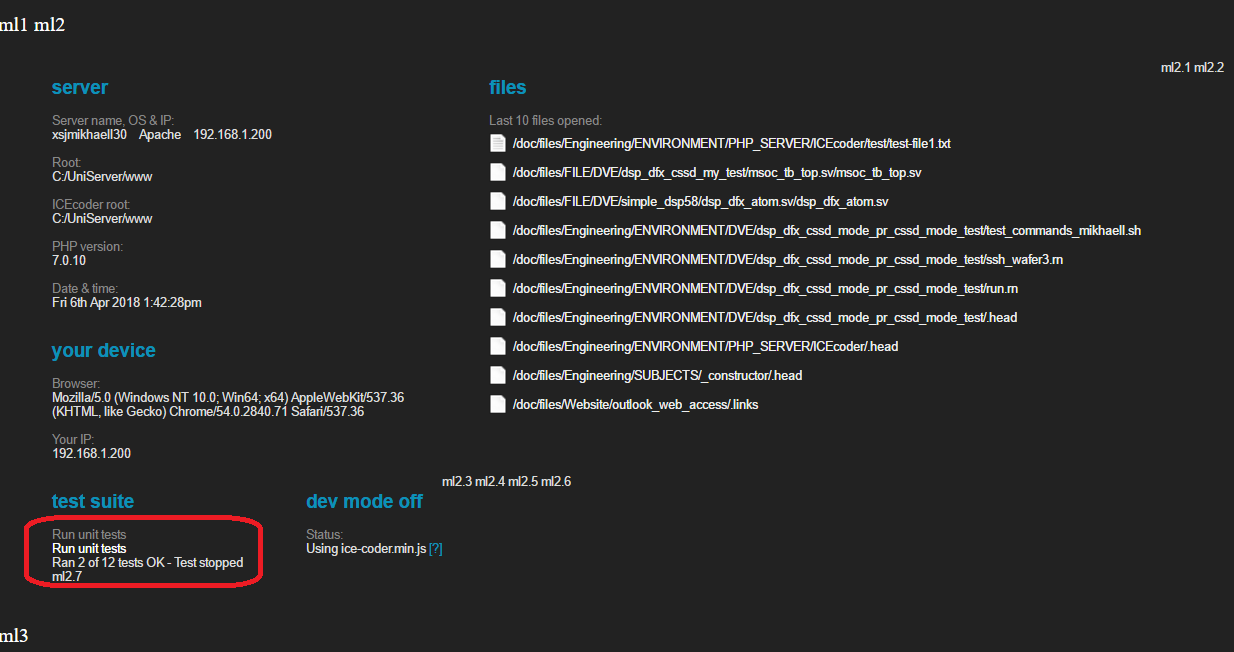 ml1 ml2
ml2.1 ml2.2
server
Server name, OS & IP:
xsjmikhaell30 Apache 192.168.1.200
Root:
C:/UniServer/www
ICEcoder root:
C:/UniServer/www
PHP version:
7.0.10
Date & time:
Fri 6th Apr 2018 1:42:28pm
your device
Browser:
Mozilla/5.0 (Windows NT 10.0; Win64; x64) AppleWebKit/537.36
(KHTML, like Gecko) Chrome/54.0.2840.71 Safari/537.36
Your IP:
192.168.1.200
files
Last 10 files opened:
/doc/files/Engineering/ENVIRONMENT/PHP_SERVER/ICEcoder/test/test-file1.txt
/doc/files/FILE/DVE/dsp_dfx_cssd_my_test/msoc_tb_top.sv/msoc_tb_top.sv
/doc/files/FILE/DVE/simple_dsp58/dsp_dfx_atom.sv/dsp_dfx_atom.sv
/doc/files/Engineering/ENVIRONMENT/DVE/dsp_dfx_cssd_mode_pr_cssd_mode_test/test_commands_mikhaell.sh
/doc/files/Engineering/ENVIRONMENT/DVE/dsp_dfx_cssd_mode_pr_cssd_mode_test/ssh_wafer3.rn
/doc/files/Engineering/ENVIRONMENT/DVE/dsp_dfx_cssd_mode_pr_cssd_mode_test/run.rn
/doc/files/Engineering/ENVIRONMENT/DVE/dsp_dfx_cssd_mode_pr_cssd_mode_test/.head
/doc/files/Engineering/ENVIRONMENT/PHP_SERVER/ICEcoder/.head
/doc/files/Engineering/SUBJECTS/_constructor/.head
/doc/files/Website/outlook_web_access/.links
ml2.3 ml2.4 ml2.5 ml2.6
test suite
Run unit tests
Run unit tests
Ran 2 of 12 tests OK - Test stopped
ml2.7
dev mode off
Status:
Using ice-coder.min.js [?]
ml3